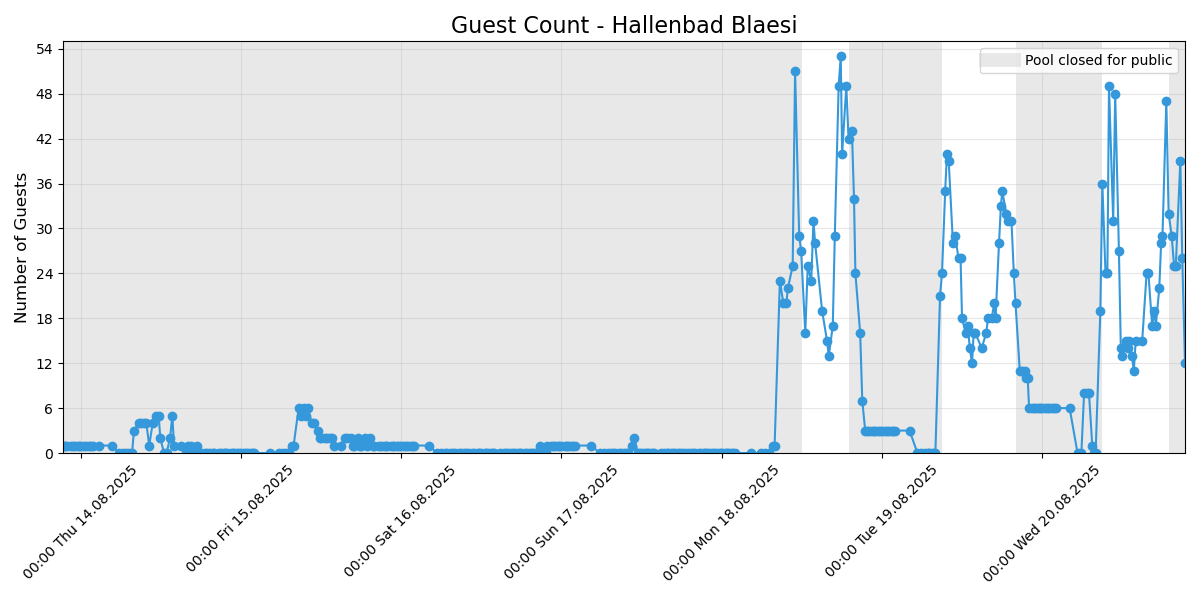 Guest Count - Hallenbad Blaesi
Pool closed for public
Number of Guests
54
48
42
36
30
24
18
12
6
0
00:00 Thu 14.08.2025
00:00 Fri 15.08.2025
00:00 Sat 16.08.2025
00:00 Sun 17.08.2025
00:00 Mon 18.08.2025
00:00 Tue 19.08.2025
00:00 Wed 20.08.2025